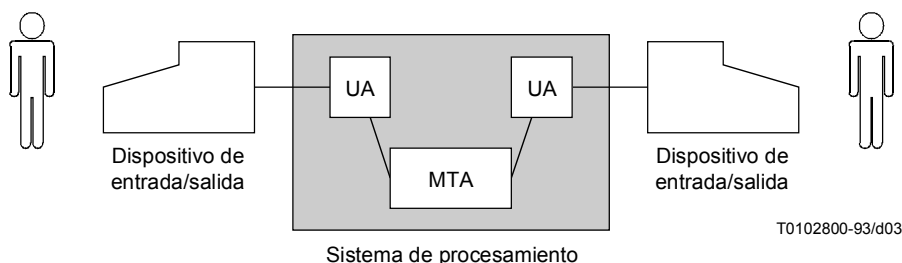 UA
UA
MTA
Dispositivo de
entrada/salida
Dispositivo de
entrada/salida
T0102800-93/d03
Sistema de procesamiento